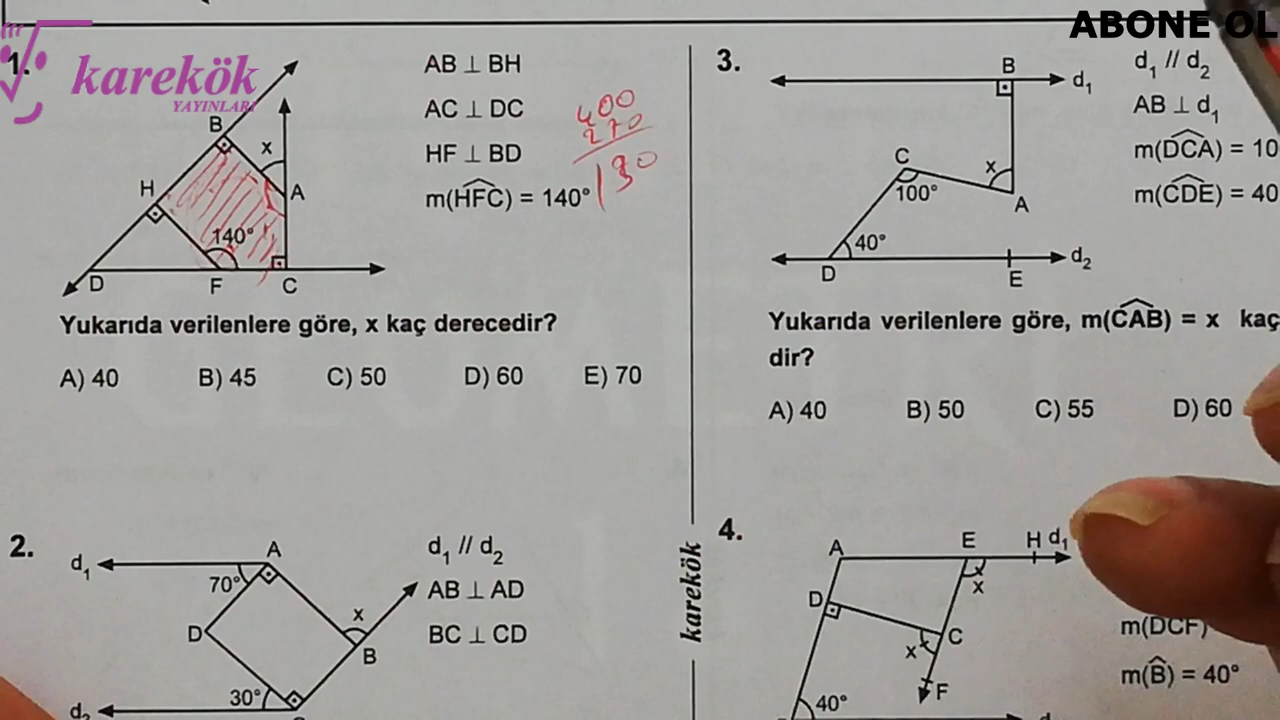 ABONE OL
karekök
YAYINLARI
1.
AB ⊥ BH
AC ⊥ DC
HF ⊥ BD
m(HFC) = 140°
400
270
130
B
x
H
A
140°
D
F
C
Yukarıda verilenlere göre, x kaç derecedir?
A) 40 B) 45 C) 50 D) 60 E) 70
2.
d₁ // d₂
AB ⊥ AD
BC ⊥ CD
d₁
A
70°
D
x
B
30°
d₂
karekök
3.
d₁ // d₂
AB ⊥ d₁
m(DCA) = 10
m(CDE) = 40
B
d₁
C
x
100°
A
40°
d₂
D
E
Yukarıda verilenlere göre, m(CAB) = x kaç
dir?
A) 40 B) 50 C) 55 D) 60
4.
A
E
H d₁
x
D
C
x
F
40°
m(DCF)
m(B) = 40°